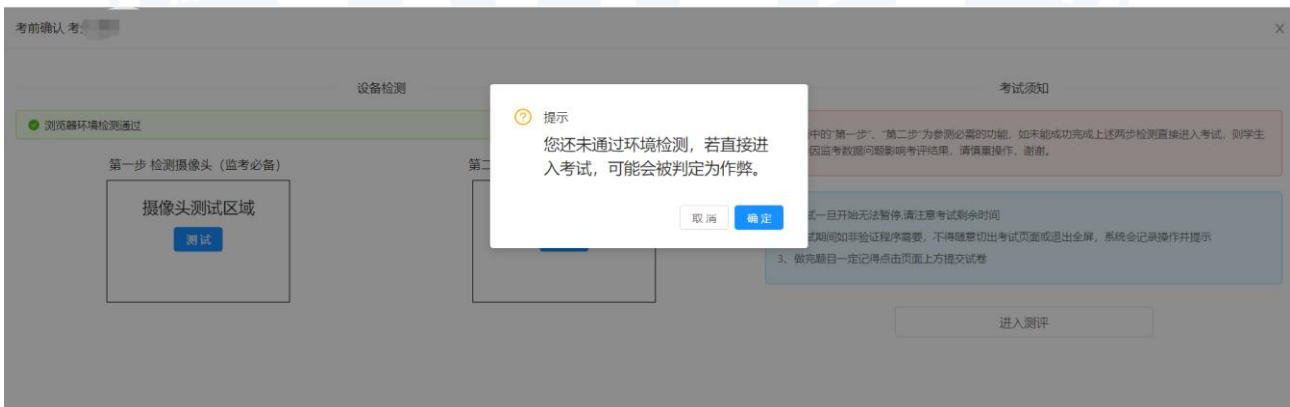 考前确认 考
设备检测
浏览器环境检测通过
第一步 检测摄像头（监考必备）
摄像头测试区域
测 试
第二
提示
您还未通过环境检测，若直接进
入考试，可能会被判定为作弊。
取 消
确 定
考试须知
中的“第一步”、“第二步”为参测必需的功能，如未能成功完成上述两步检测直接进入考试，则学生
因监考数据问题影响考评结果，请慎重操作，谢谢。
试一旦开始无法暂停,请注意考试剩余时间
试期间如非验证程序需要，不得随意切出考试页面或退出全屏，系统会记录操作并提示
3、做完题目一定记得点击页面上方提交试卷
进入测评